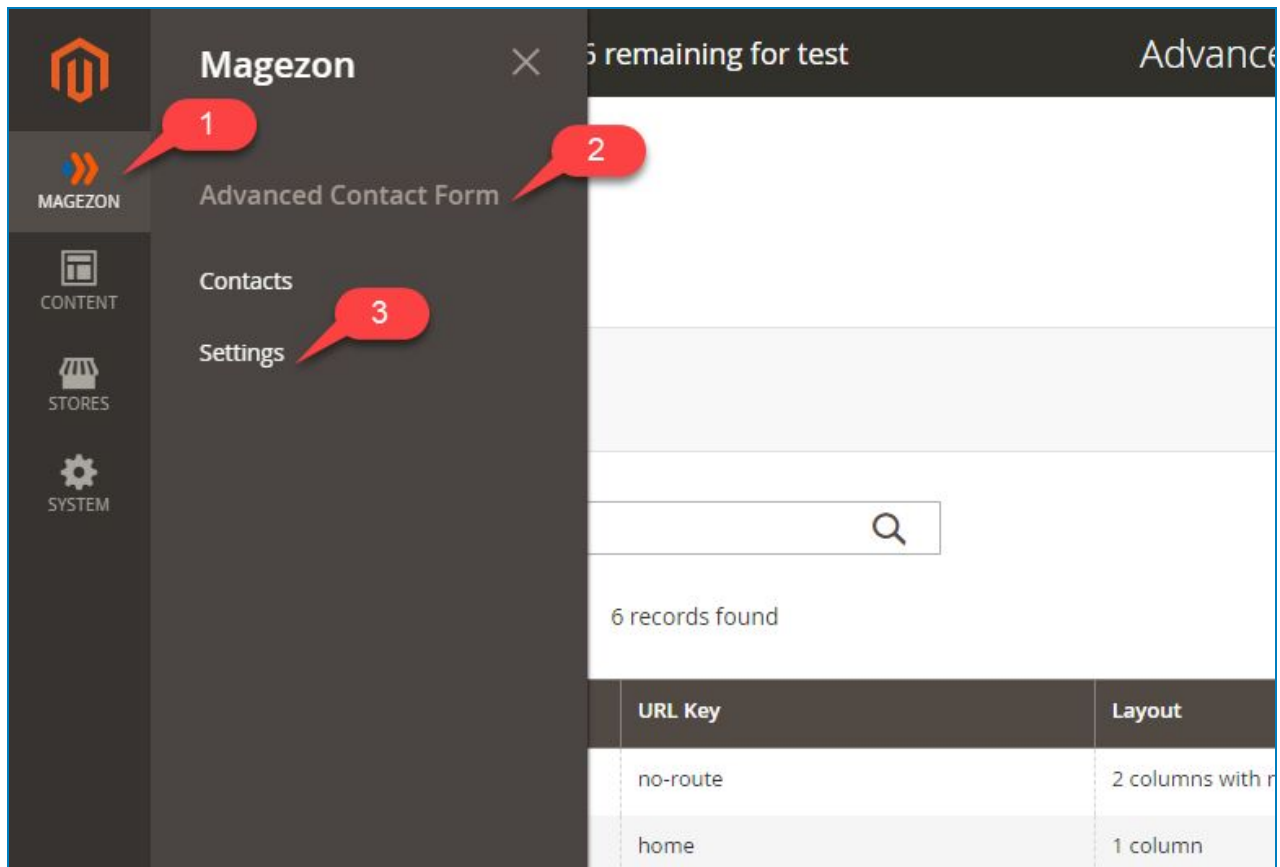 Magezon
5 remaining for test
Advance
1
2
MAGEZON
Advanced Contact Form
Contacts
CONTENT
3
Settings
STORES
SYSTEM
6 records found
URL Key
Layout
no-route
2 columns with r
home
1 column